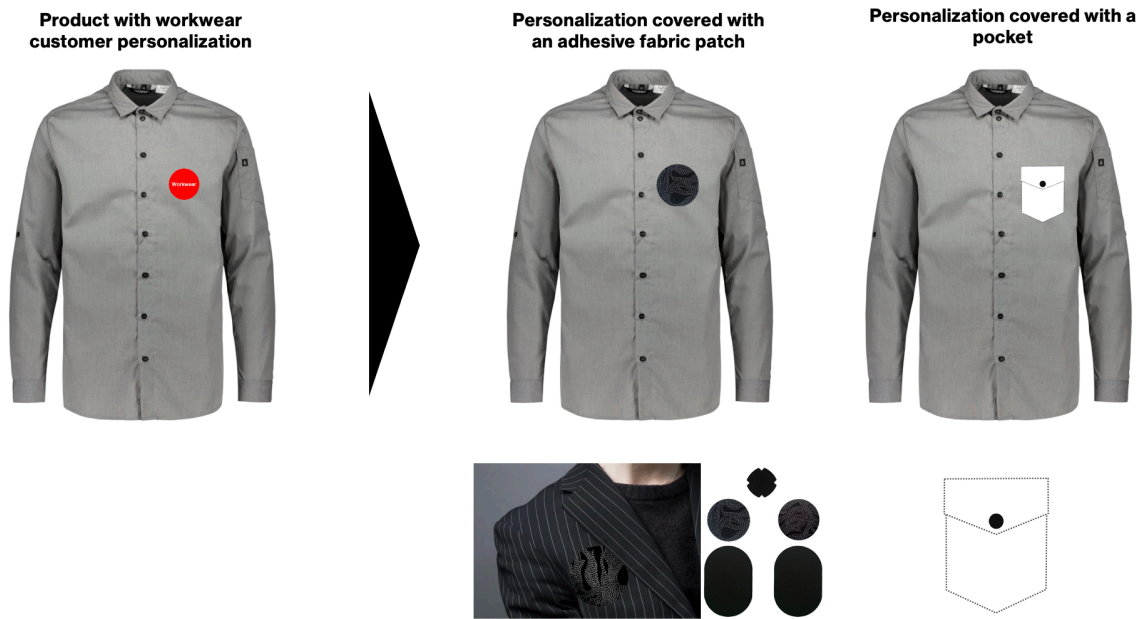 Product with workwear
customer personalization
Personalization covered with
an adhesive fabric patch
Personalization covered with a
pocket
Workwear